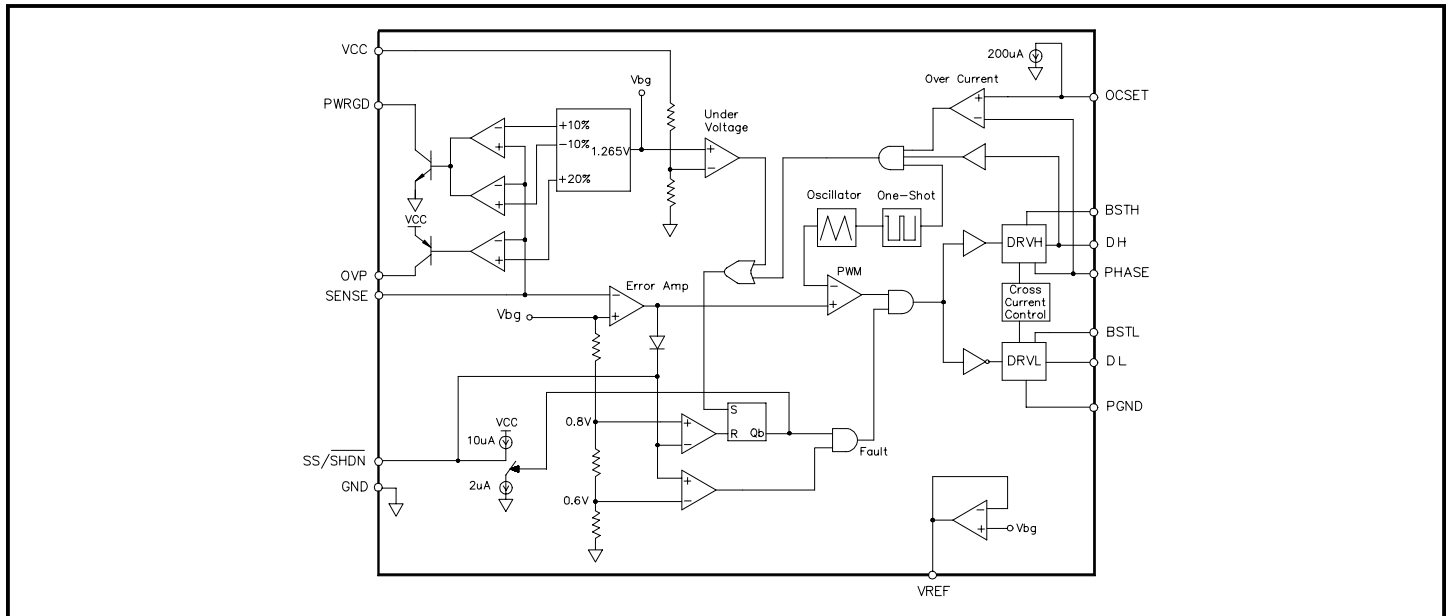 VCC
200uA
Vbg
Over Current
OCSET
PWRGD
Under
Voltage
+
-
-
+
+10%
-10%
1.265V
+20%
+
-
-
+
VCC
Oscillator
One-Shot
BSTH
DRVH
DH
-
+
OVP
PHASE
SENSE
Error Amp
PWM
Cross
Current
Control
-
+
-
+
Vbg
BSTL
DRVL
DL
S
R
Qb
PGND
0.8V
+
-
VCC
10uA
Fault
SS/SHDN
GND
2uA
0.6V
+
-
-
+
Vbg
VREF